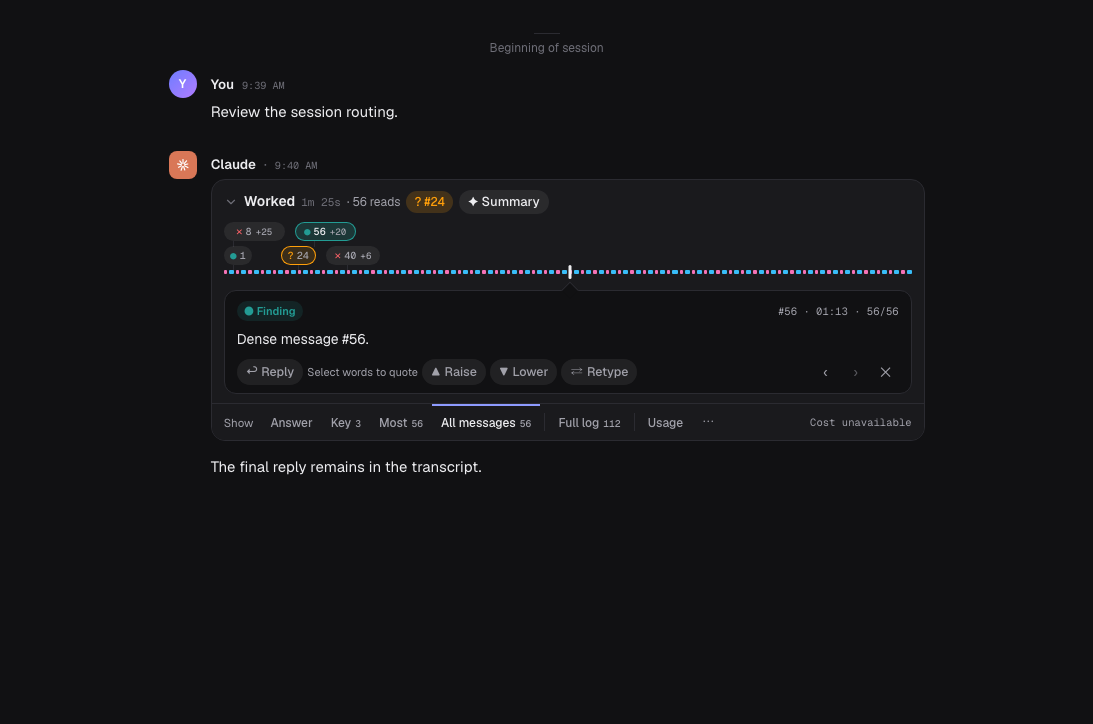 Beginning of session
Y You 9:39 AM
Review the session routing.
Claude · 9:40 AM
Worked 1m 25s · 56 reads ? #24 ✦ Summary
× 8 +25 ● 56 +20
● 1 ? 24 × 40 +6
Finding #56 · 01:13 · 56/56
Dense message #56.
↩ Reply Select words to quote ▲ Raise ▼ Lower ⇄ Retype ‹ › ×
Show Answer Key 3 Most 56 All messages 56 Full log 112 Usage ··· Cost unavailable
The final reply remains in the transcript.